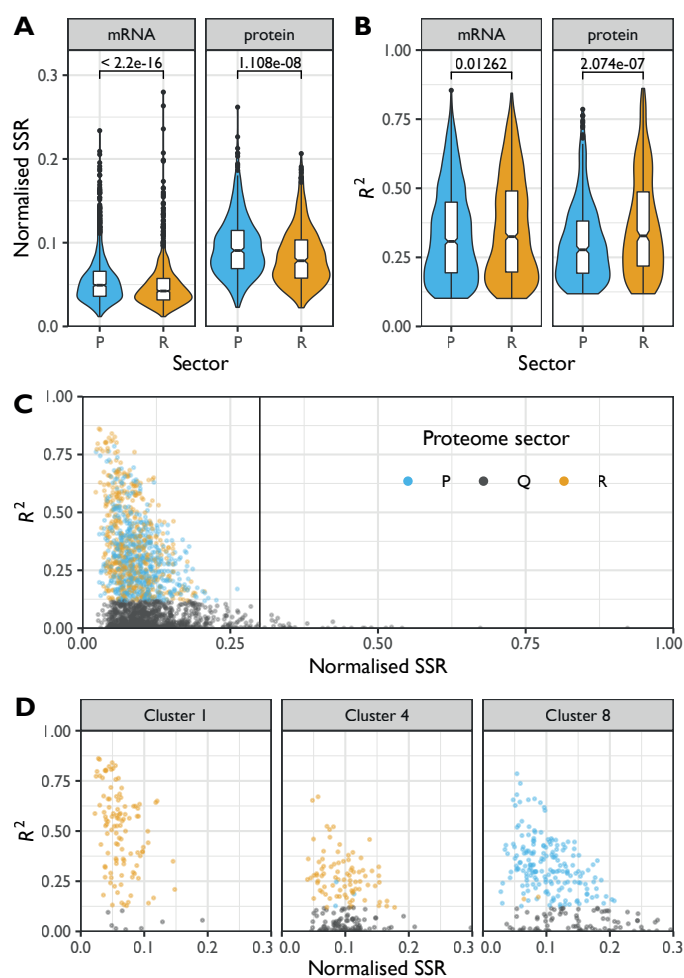 A
mRNA
protein
< 2.2e-16
1.108e-08
0.3
0.2
0.1
0.0
Normalised SSR
P
R
P
R
Sector
B
mRNA
protein
0.01262
2.074e-07
1.00
0.75
0.50
0.25
0.00
R²
P
R
P
R
Sector
C
1.00
0.75
0.50
0.25
0.00
R²
Proteome sector
P
Q
R
0.00
0.25
0.50
0.75
1.00
Normalised SSR
D
Cluster 1
Cluster 4
Cluster 8
1.00
0.75
0.50
0.25
0.00
R²
0.0
0.1
0.2
0.3
0.0
0.1
0.2
0.3
0.0
0.1
0.2
0.3
Normalised SSR